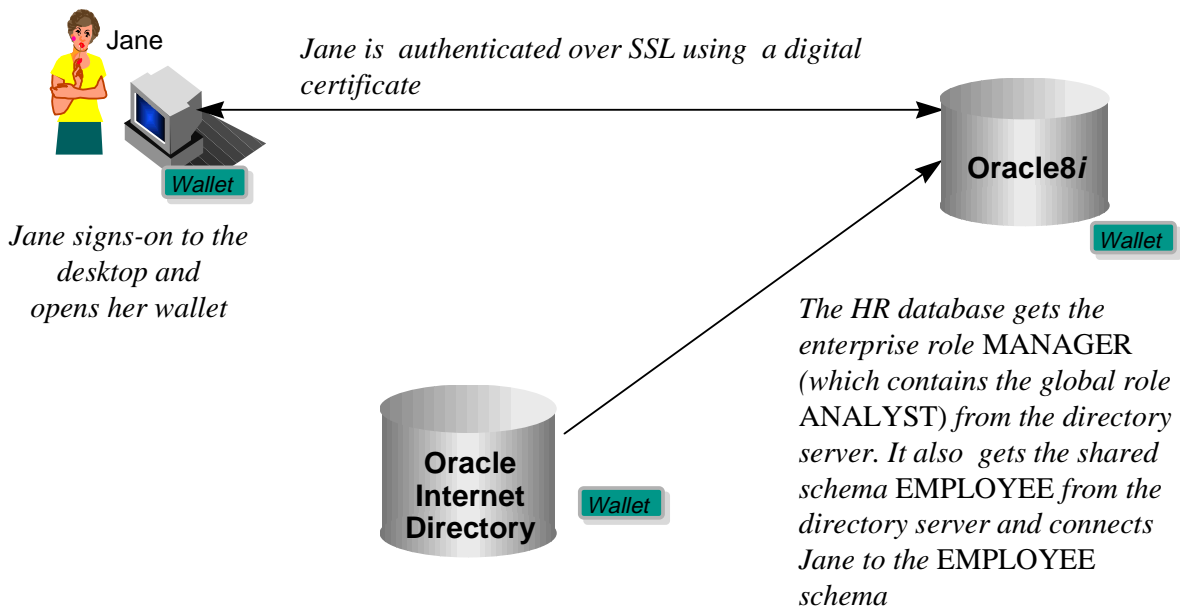 Jane
Jane is authenticated over SSL using a digital
certificate
Oracle8i
Wallet
Wallet
Jane signs-on to the
desktop and
opens her wallet
The HR database gets the
enterprise role MANAGER
(which contains the global role
ANALYST) from the directory
server. It also gets the shared
schema EMPLOYEE from the
directory server and connects
Jane to the EMPLOYEE
schema
Oracle
Internet
Directory
Wallet